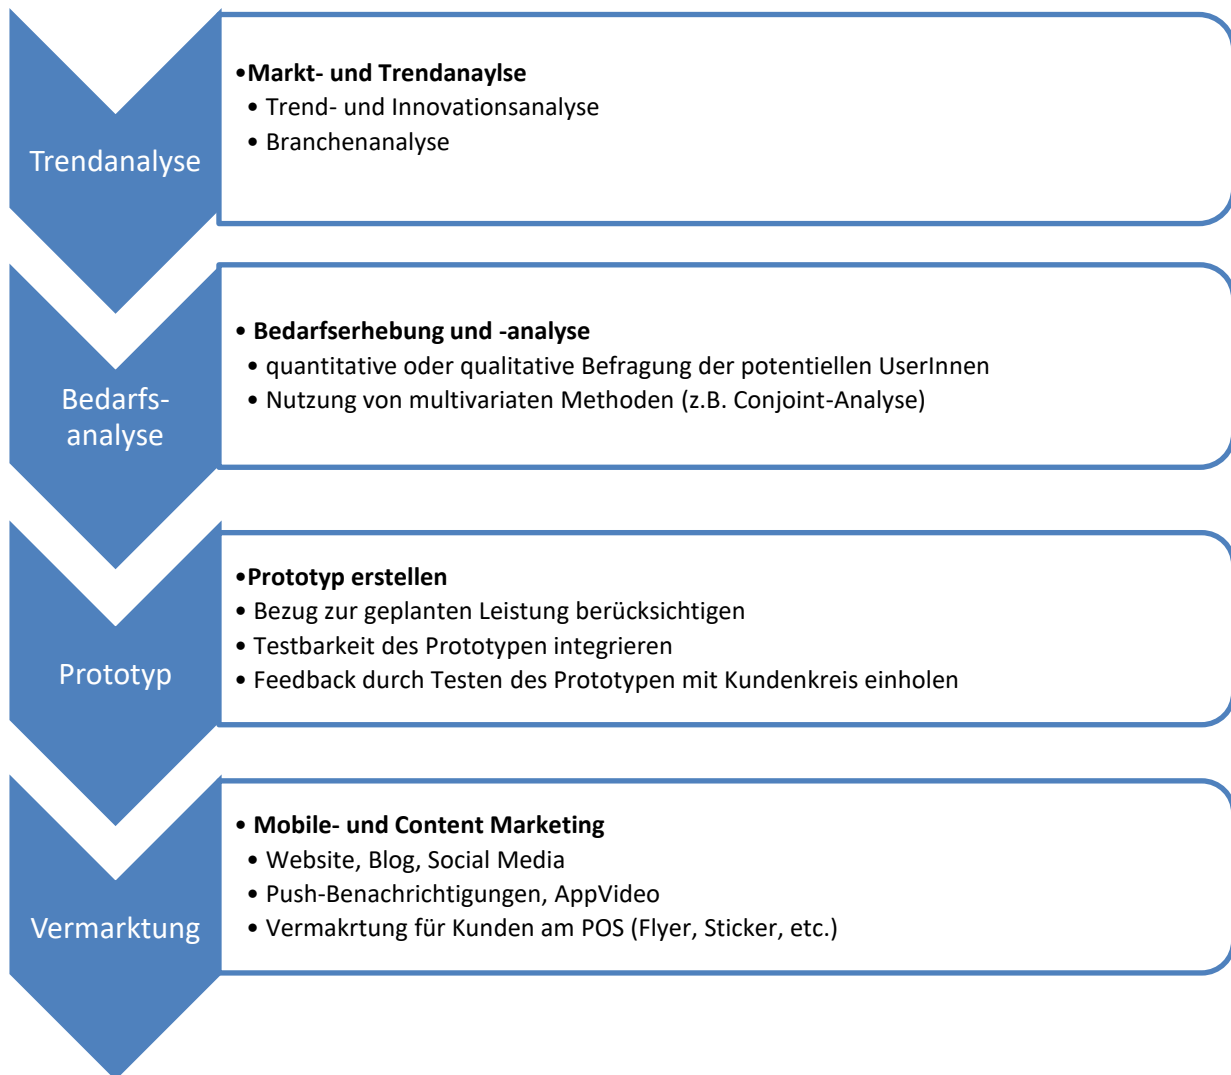 Trendanalyse
•Markt- und Trendanaylse
• Trend- und Innovationsanalyse
• Branchenanalyse
Bedarfs-
analyse
• Bedarfserhebung und -analyse
• quantitative oder qualitative Befragung der potentiellen UserInnen
• Nutzung von multivariaten Methoden (z.B. Conjoint-Analyse)
Prototyp
•Prototyp erstellen
• Bezug zur geplanten Leistung berücksichtigen
• Testbarkeit des Prototypen integrieren
• Feedback durch Testen des Prototypen mit Kundenkreis einholen
Vermarktung
• Mobile- und Content Marketing
• Website, Blog, Social Media
• Push-Benachrichtigungen, AppVideo
• Vermakrtung für Kunden am POS (Flyer, Sticker, etc.)